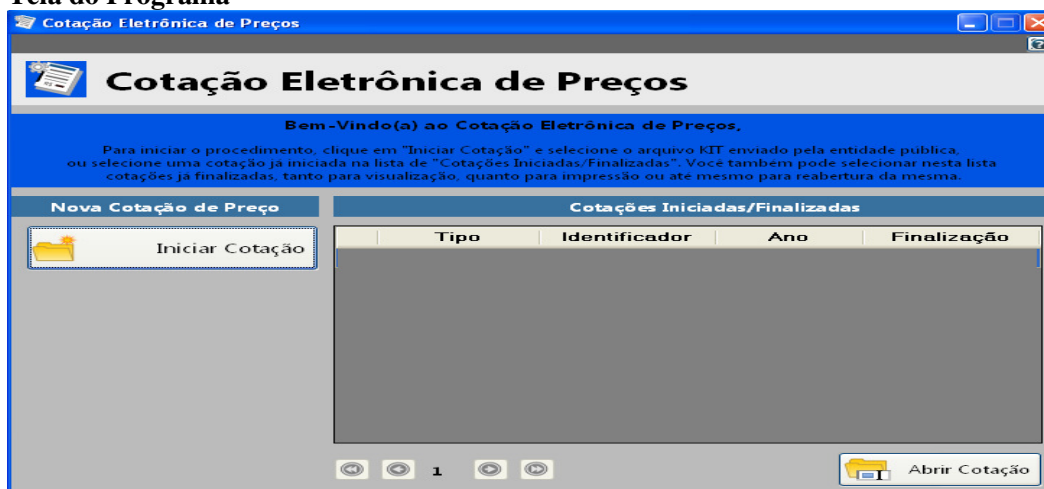 Tela do Programa
Cotação Eletrônica de Preços
Cotação Eletrônica de Preços
Bem-Vindo(a) ao Cotação Eletrônica de Preços,
Para iniciar o procedimento, clique em "Iniciar Cotação" e selecione o arquivo KIT enviado pela entidade pública,
ou selecione uma cotação já iniciada na lista de "Cotações Iniciadas/Finalizadas". Você também pode selecionar nesta lista
cotações já finalizadas, tanto para visualização, quanto para impressão ou até mesmo para reabertura da mesma.
Nova Cotação de Preço
Cotações Iniciadas/Finalizadas
Iniciar Cotação
Tipo Identificador Ano Finalização
1
Abrir Cotação